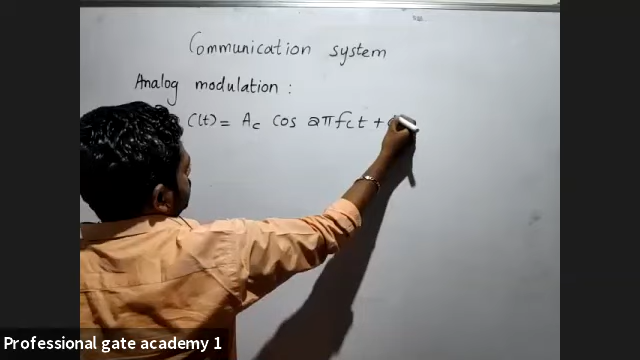 Communication system
Analog modulation :
C(t) = Ac cos 2πfct +
Professional gate academy 1